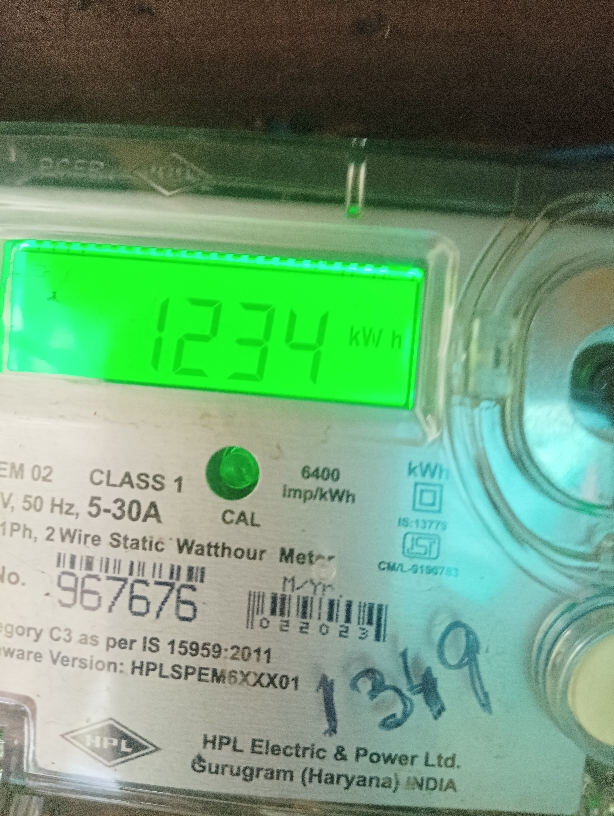 HPL
1234 kWh
EM 02 CLASS 1
6400
imp/kWh
kWh
V, 50 Hz, 5-30A
CAL
IS:13779
1Ph, 2 Wire Static Watthour Meter
ISI
No. 967676
M/Yr.
022023
egory C3 as per IS 15959:2011
ware Version: HPLSPEM6XXX01
1349
HPL
HPL Electric & Power Ltd.
Gurugram (Haryana) INDIA